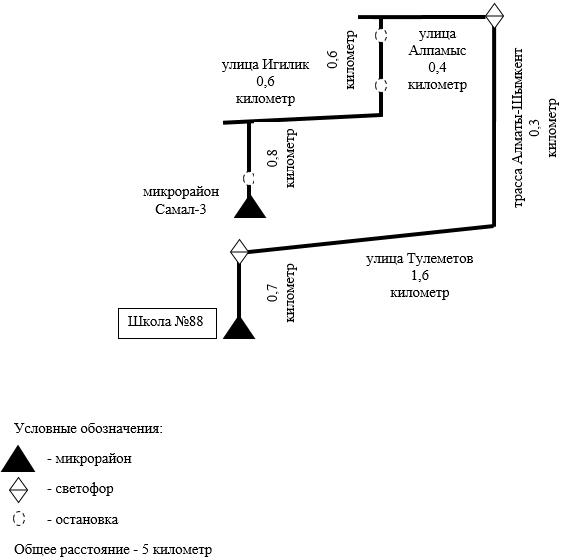 улица
Алпамыс
0,4
километр
0,6
километр
улица Игилик
0,6
километр
трасса Алматы-Шымкент
0,3
километр
0,8
километр
микрорайон
Самал-3
улица Тулеметов
1,6
километр
0,7
километр
Школа №88
Условные обозначения:
- микрорайон
- светофор
- остановка
Общее расстояние - 5 километр